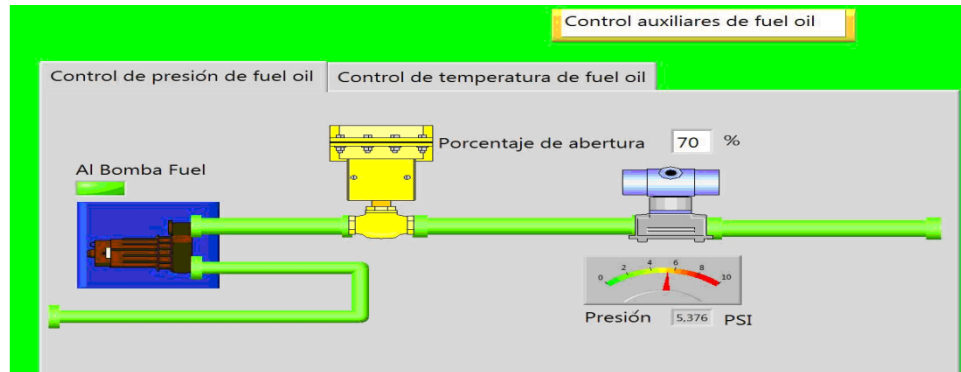 Control auxiliares de fuel oil
Control de presión de fuel oil
Control de temperatura de fuel oil
Porcentaje de abertura 70 %
Al Bomba Fuel
0 2 4 6 8 10
Presión 5,376 PSI